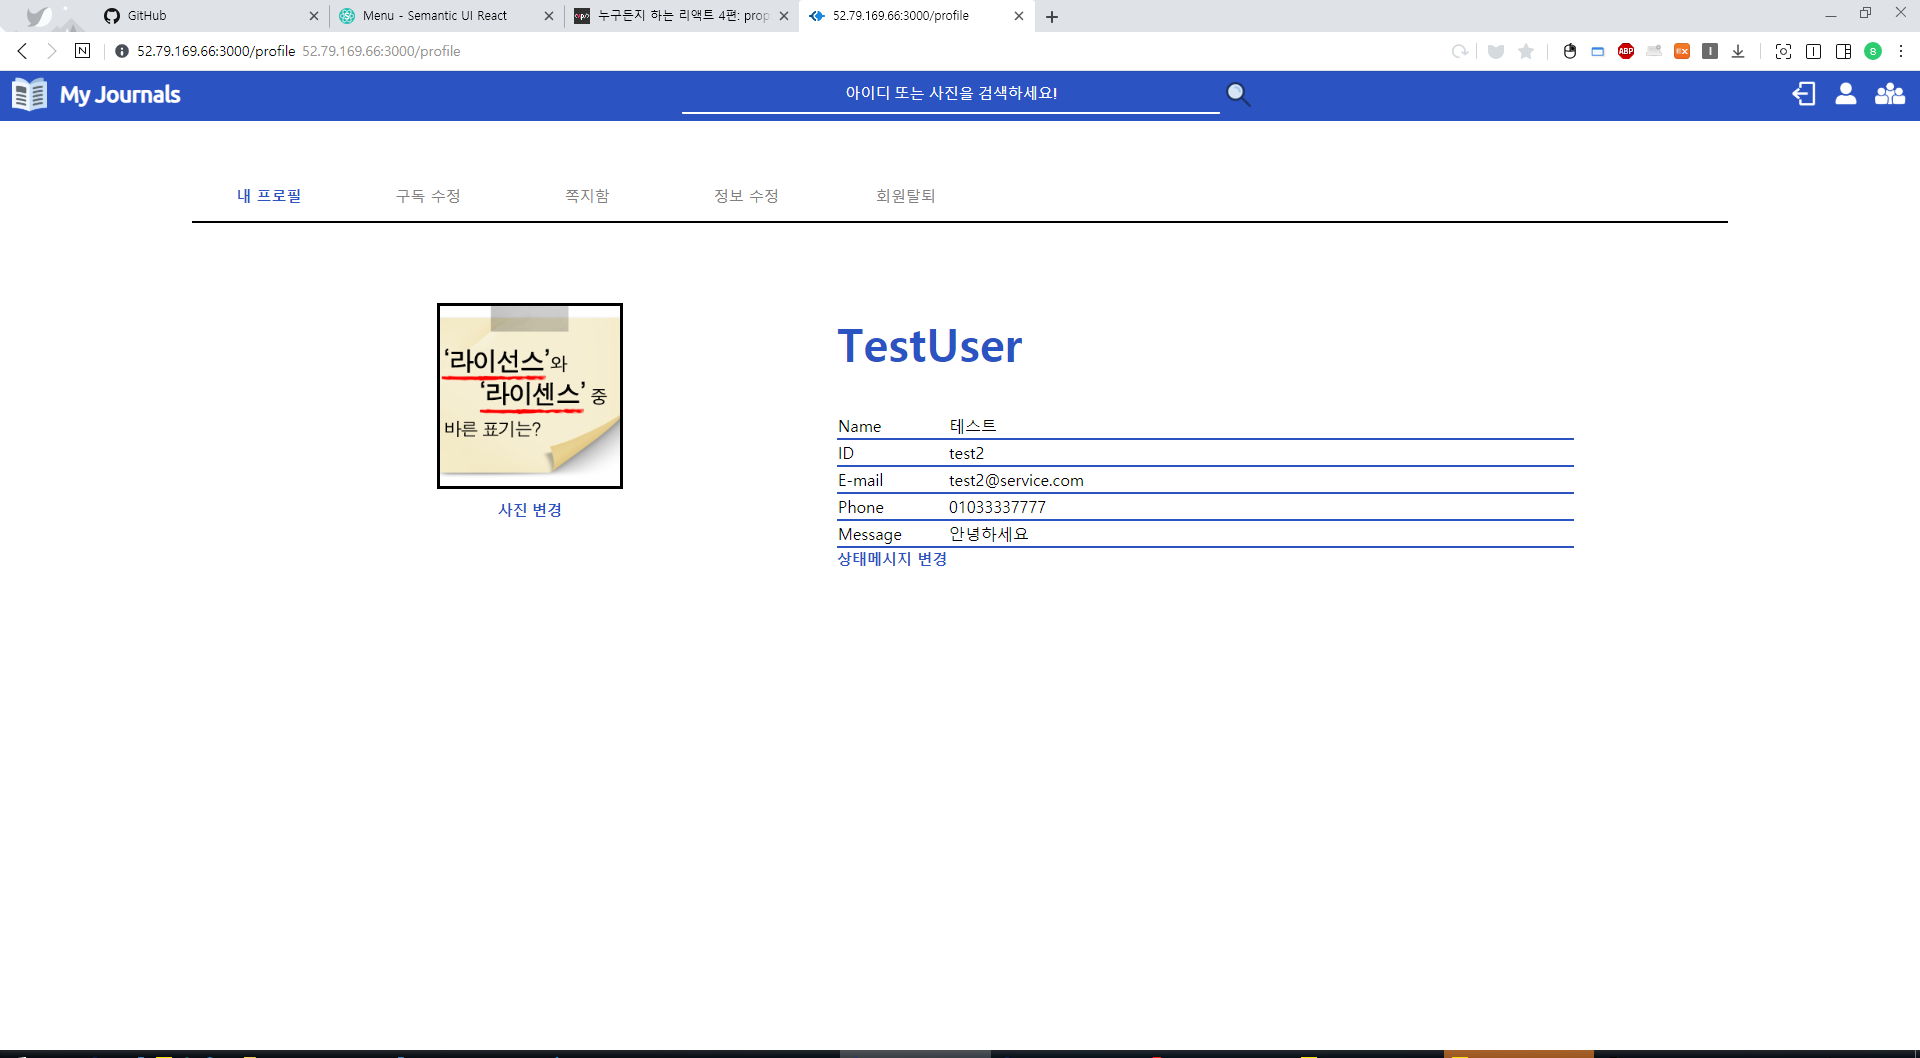 GitHub
Menu - Semantic UI React
누구든지 하는 리액트 4편: prop
52.79.169.66:3000/profile
52.79.169.66:3000/profile 52.79.169.66:3000/profile
N
ABP
8
My Journals
아이디 또는 사진을 검색하세요!
내 프로필
구독 수정
쪽지함
정보 수정
회원탈퇴
‘라이선스’와
‘라이센스’ 중
바른 표기는?
사진 변경
TestUser
Name 테스트
ID test2
E-mail test2@service.com
Phone 01033337777
Message 안녕하세요
상태메시지 변경